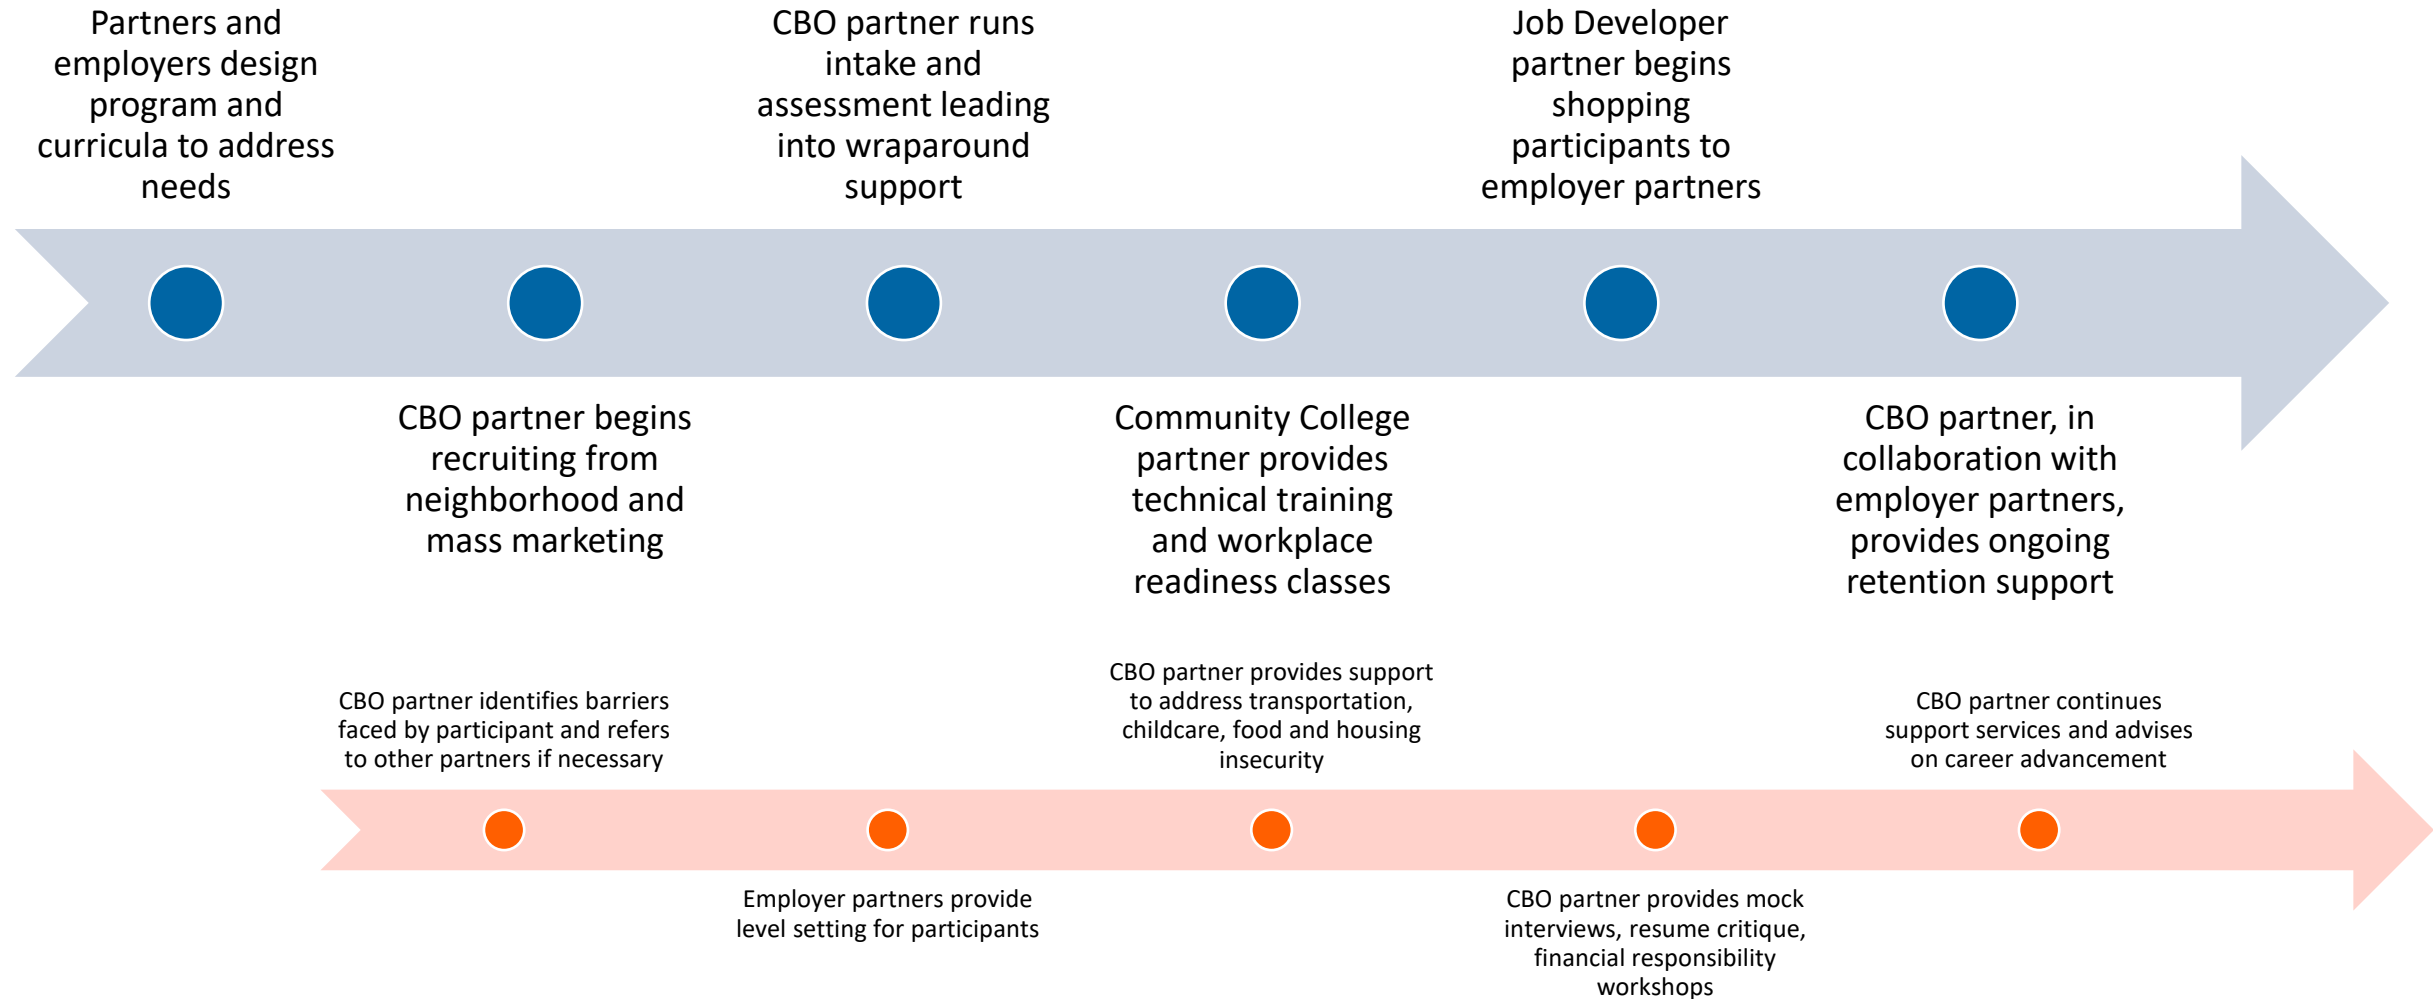 Partners and
employers design
program and
curricula to address
needs
CBO partner runs
intake and
assessment leading
into wraparound
support
Job Developer
partner begins
shopping
participants to
employer partners
CBO partner begins
recruiting from
neighborhood and
mass marketing
Community College
partner provides
technical training
and workplace
readiness classes
CBO partner, in
collaboration with
employer partners,
provides ongoing
retention support
CBO partner identifies barriers
faced by participant and refers
to other partners if necessary
CBO partner provides support
to address transportation,
childcare, food and housing
insecurity
CBO partner continues
support services and advises
on career advancement
Employer partners provide
level setting for participants
CBO partner provides mock
interviews, resume critique,
financial responsibility
workshops